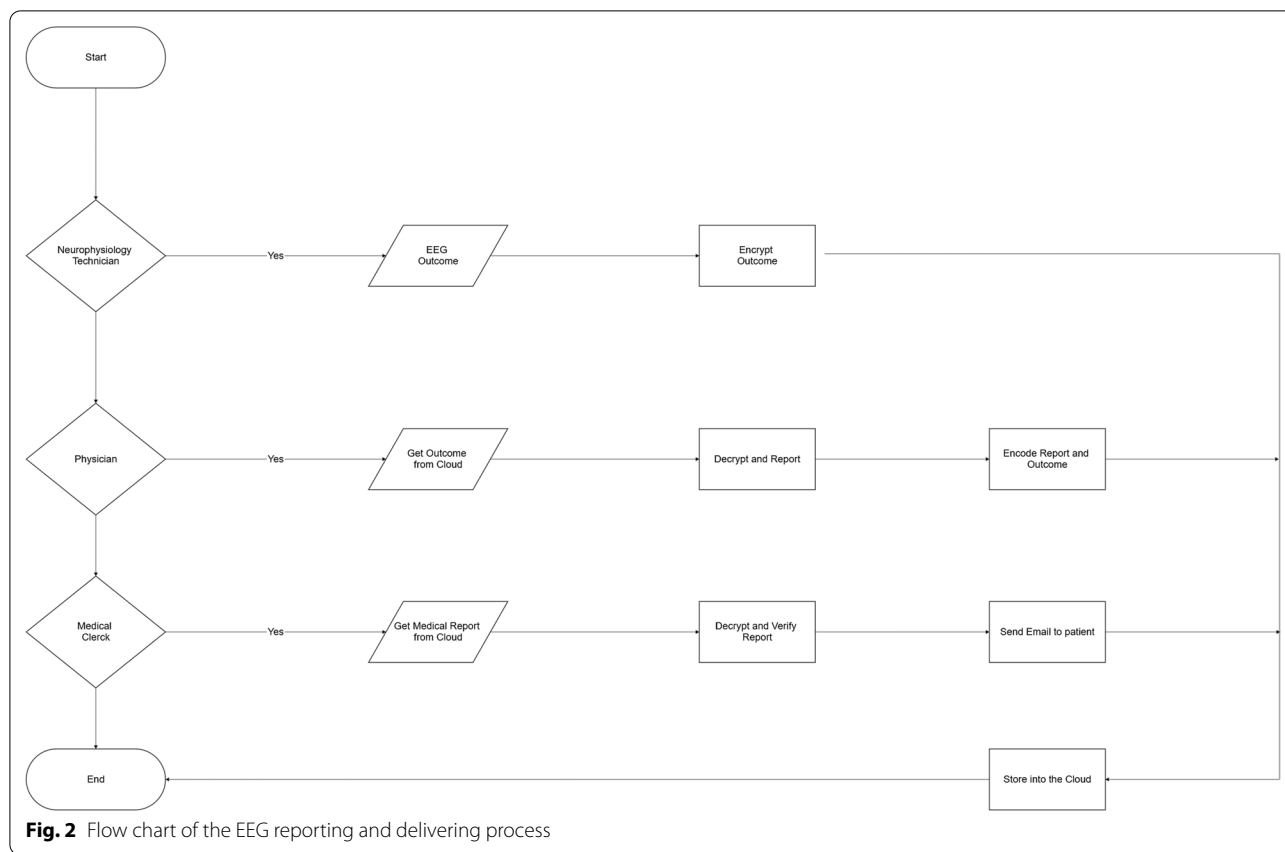 Start
Neurophysiology
Technician
Yes
EEG
Outcome
Encrypt
Outcome
Physician
Yes
Get Outcome
from Cloud
Decrypt and Report
Encode Report and
Outcome
Medical
Clerck
Yes
Get Medical Report
from Cloud
Decrypt and Verify
Report
Send Email to patient
End
Store into the Cloud
Fig. 2 Flow chart of the EEG reporting and delivering process